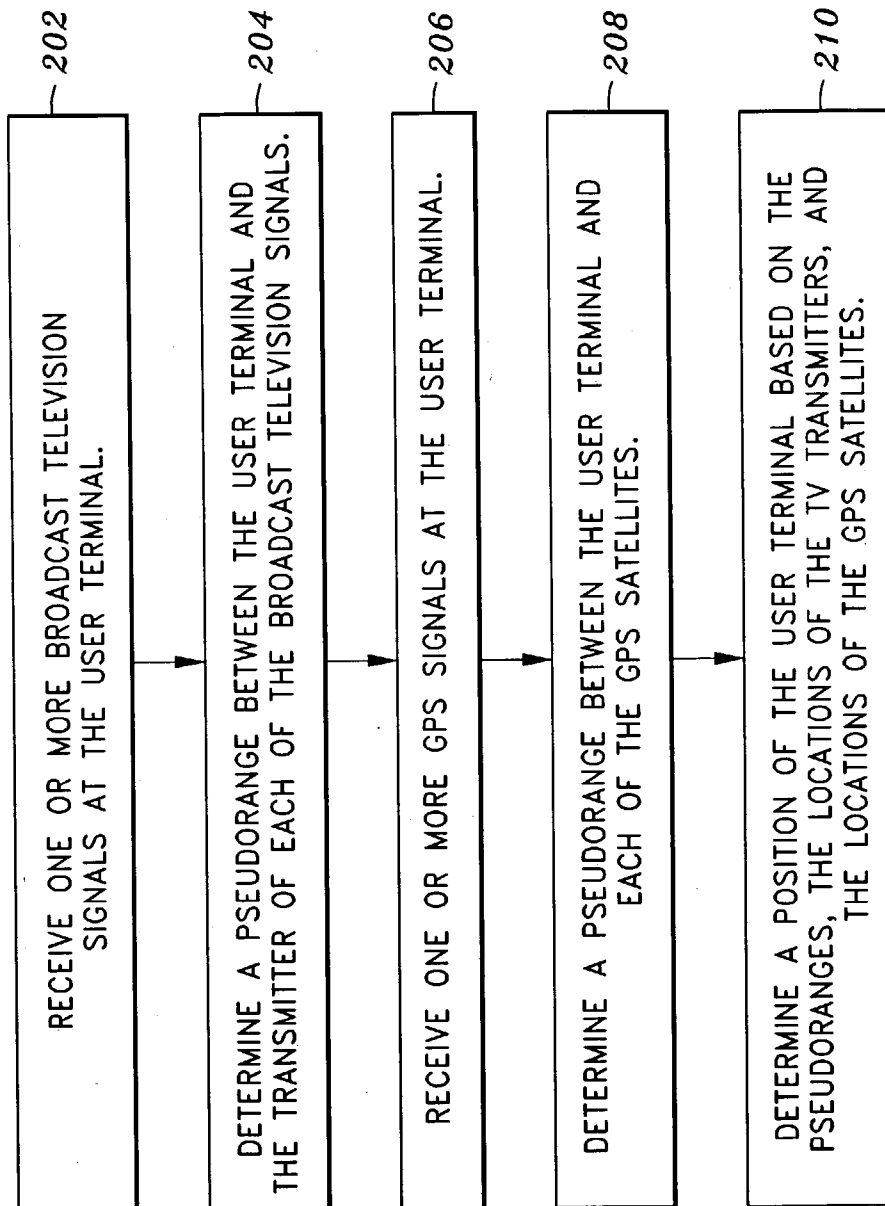 RECEIVE ONE OR MORE BROADCAST TELEVISION
SIGNALS AT THE USER TERMINAL.
202
DETERMINE A PSEUDORANGE BETWEEN THE USER TERMINAL AND
THE TRANSMITTER OF EACH OF THE BROADCAST TELEVISION SIGNALS.
204
RECEIVE ONE OR MORE GPS SIGNALS AT THE USER TERMINAL.
206
DETERMINE A PSEUDORANGE BETWEEN THE USER TERMINAL AND
EACH OF THE GPS SATELLITES.
208
DETERMINE A POSITION OF THE USER TERMINAL BASED ON THE
PSEUDORANGES, THE LOCATIONS OF THE TV TRANSMITTERS, AND
THE LOCATIONS OF THE GPS SATELLITES.
210